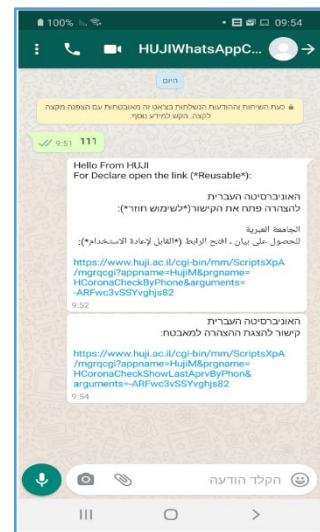 100% 09:54
HUJIWhatsAppC...
היום
כעת השיחות וההודעות הנשלחות בצ'אט זה מאובטחות עם הצפנה מקצה
לקצה. הקש למידע נוסף.
111 9:51
Hello From HUJI
For Declare open the link (*Reusable*):
האוניברסיטה העברית
להצהרה פתח את הקישור(*לשימוש חוזר*):
الجامعة العبرية
للحصول على بيان ، افتح الرابط (*القابل لإعادة الاستخدام*):
https://www.huji.ac.il/cgi-bin/mm/ScriptsXpA
/mgrqcgi?appname=HujiM&prgname=
HCoronaCheckByPhone&arguments=
-ARFwc3vSSYvghjs82
9:52
האוניברסיטה העברית
קישור להצגת ההצהרה למאבטח:
https://www.huji.ac.il/cgi-bin/mm/ScriptsXpA
/mgrqcgi?appname=HujiM&prgname=
HCoronaCheckShowLastAprvByPhon&
arguments=-ARFwc3vSSYvghjs82
9:54
הקלד הודעה